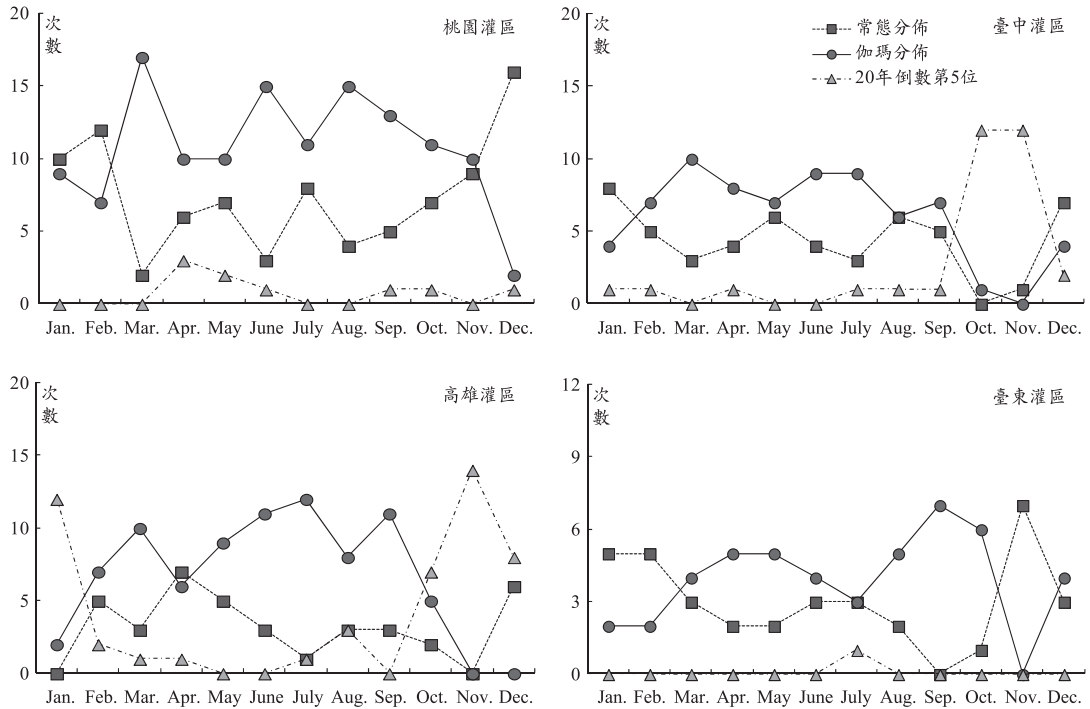 20
15
10
5
0
次
數
桃園灌區
Jan. Feb. Mar. Apr. May June July Aug. Sep. Oct. Nov. Dec.
20
15
10
5
0
次
數
臺中灌區
常態分佈
伽瑪分佈
20年倒數第5位
Jan. Feb. Mar. Apr. May June July Aug. Sep. Oct. Nov. Dec.
20
15
10
5
0
次
數
高雄灌區
Jan. Feb. Mar. Apr. May June July Aug. Sep. Oct. Nov. Dec.
12
9
6
3
0
次
數
臺東灌區
Jan. Feb. Mar. Apr. May June July Aug. Sep. Oct. Nov. Dec.